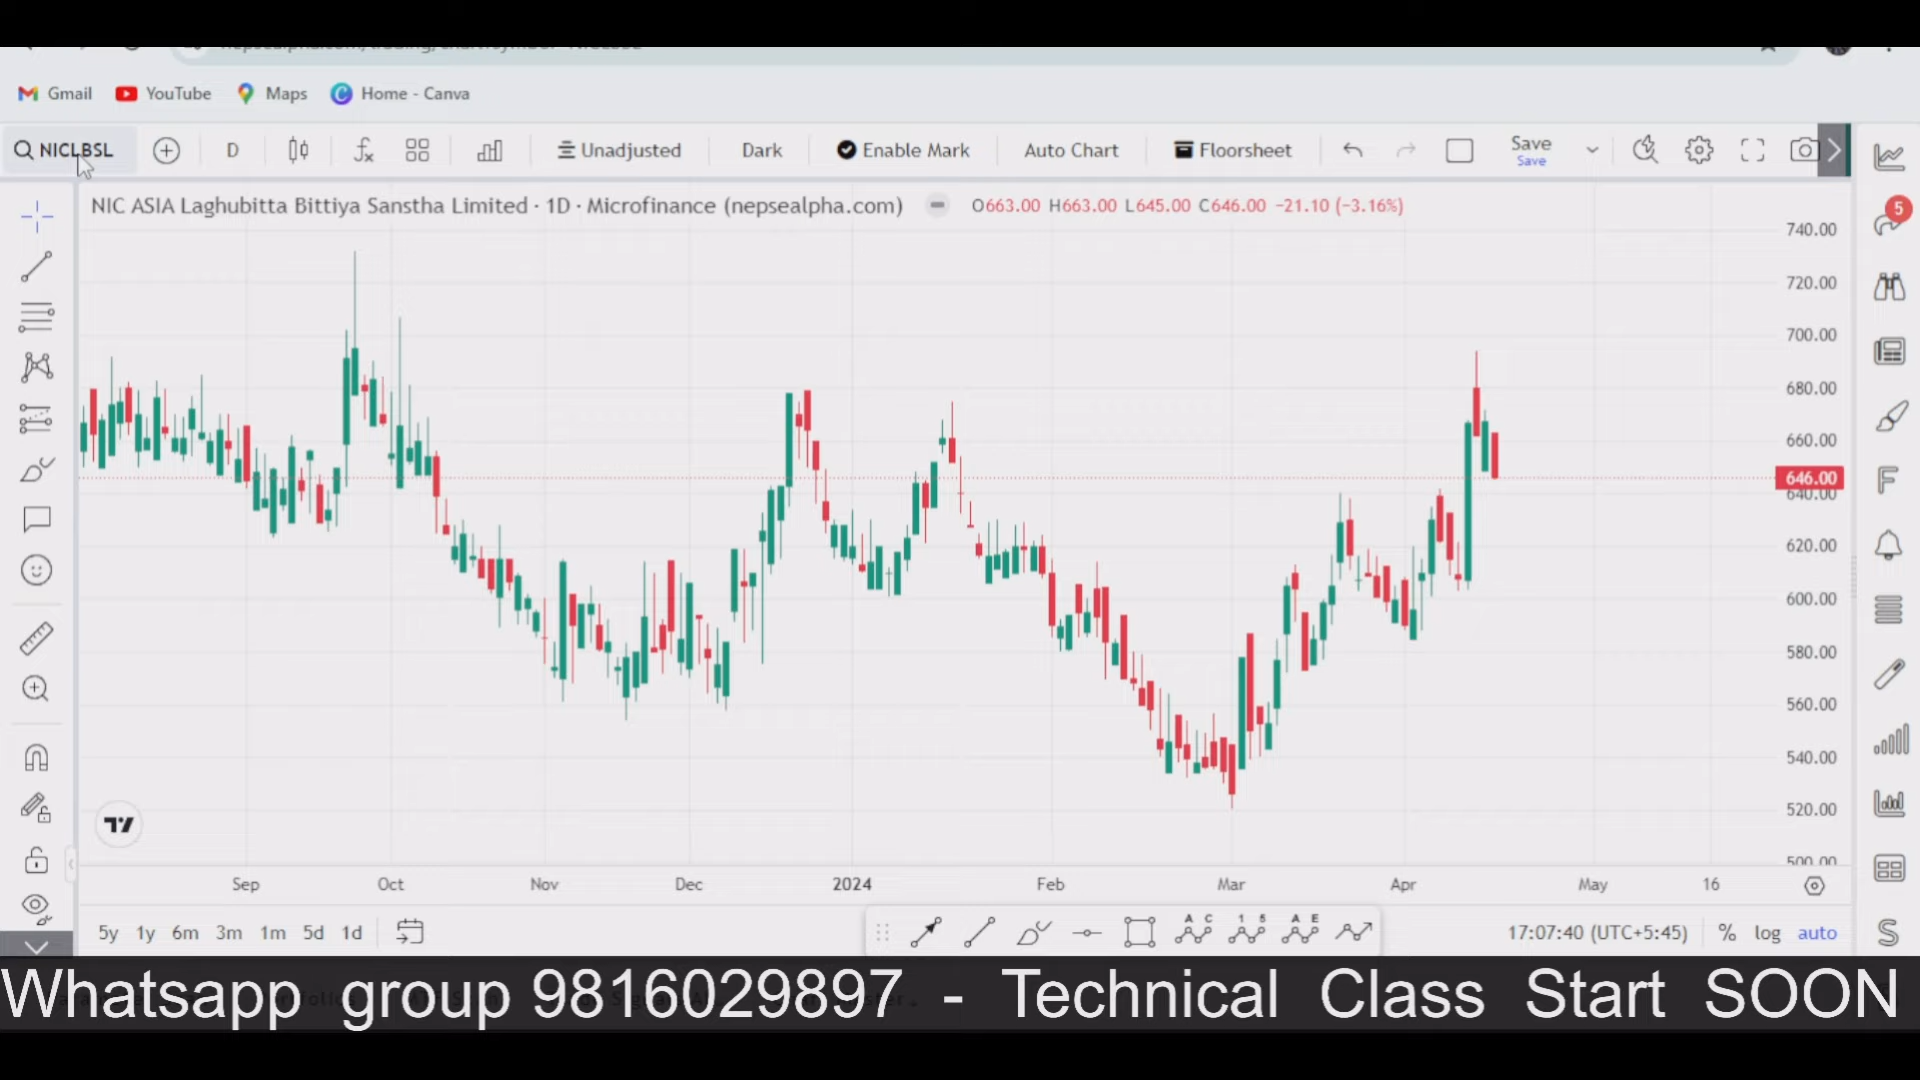 Gmail YouTube Maps Home - Canva
NICLBSL D Unadjusted Dark Enable Mark Auto Chart Floorsheet Save
Save
NIC ASIA Laghubitta Bittiya Sanstha Limited · 1D · Microfinance (nepsealpha.com) O663.00 H663.00 L645.00 C646.00 −21.10 (−3.16%)
5
740.00
720.00
700.00
680.00
660.00
646.00
640.00
620.00
600.00
580.00
560.00
540.00
520.00
500.00
Sep Oct Nov Dec 2024 Feb Mar Apr May 16
5y 1y 6m 3m 1m 5d 1d 17:07:40 (UTC+5:45) % log auto
Whatsapp group 9816029897 - Technical Class Start SOON